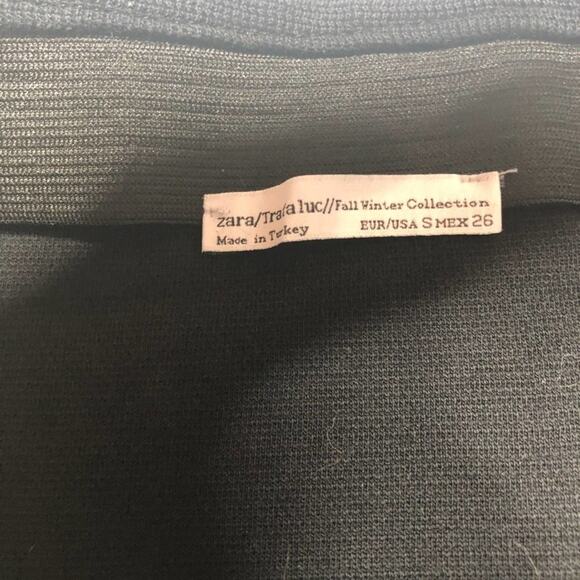 zara/Trafaluc//Fall Winter Collection
Made in Turkey EUR/USA S MEX 26